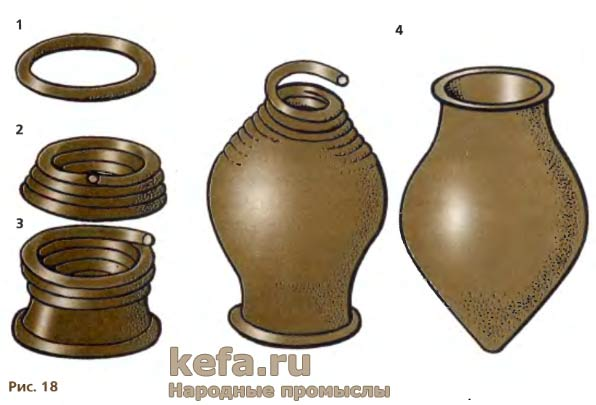 1
4
2
3
kefa.ru
Рис. 18
Народные промыслы